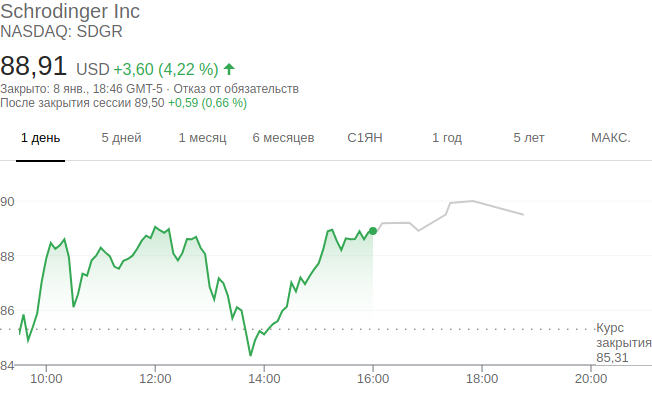 Schrodinger Inc
NASDAQ: SDGR
88,91 USD +3,60 (4,22 %)
Закрыто: 8 янв., 18:46 GMT-5 · Отказ от обязательств
После закрытия сессии 89,50 +0,59 (0,66 %)
1 день 5 дней 1 месяц 6 месяцев С1ЯН 1 год 5 лет МАКС.
90
88
86
Курс
закрытия
85,31
84
10:00 12:00 14:00 16:00 18:00 20:00